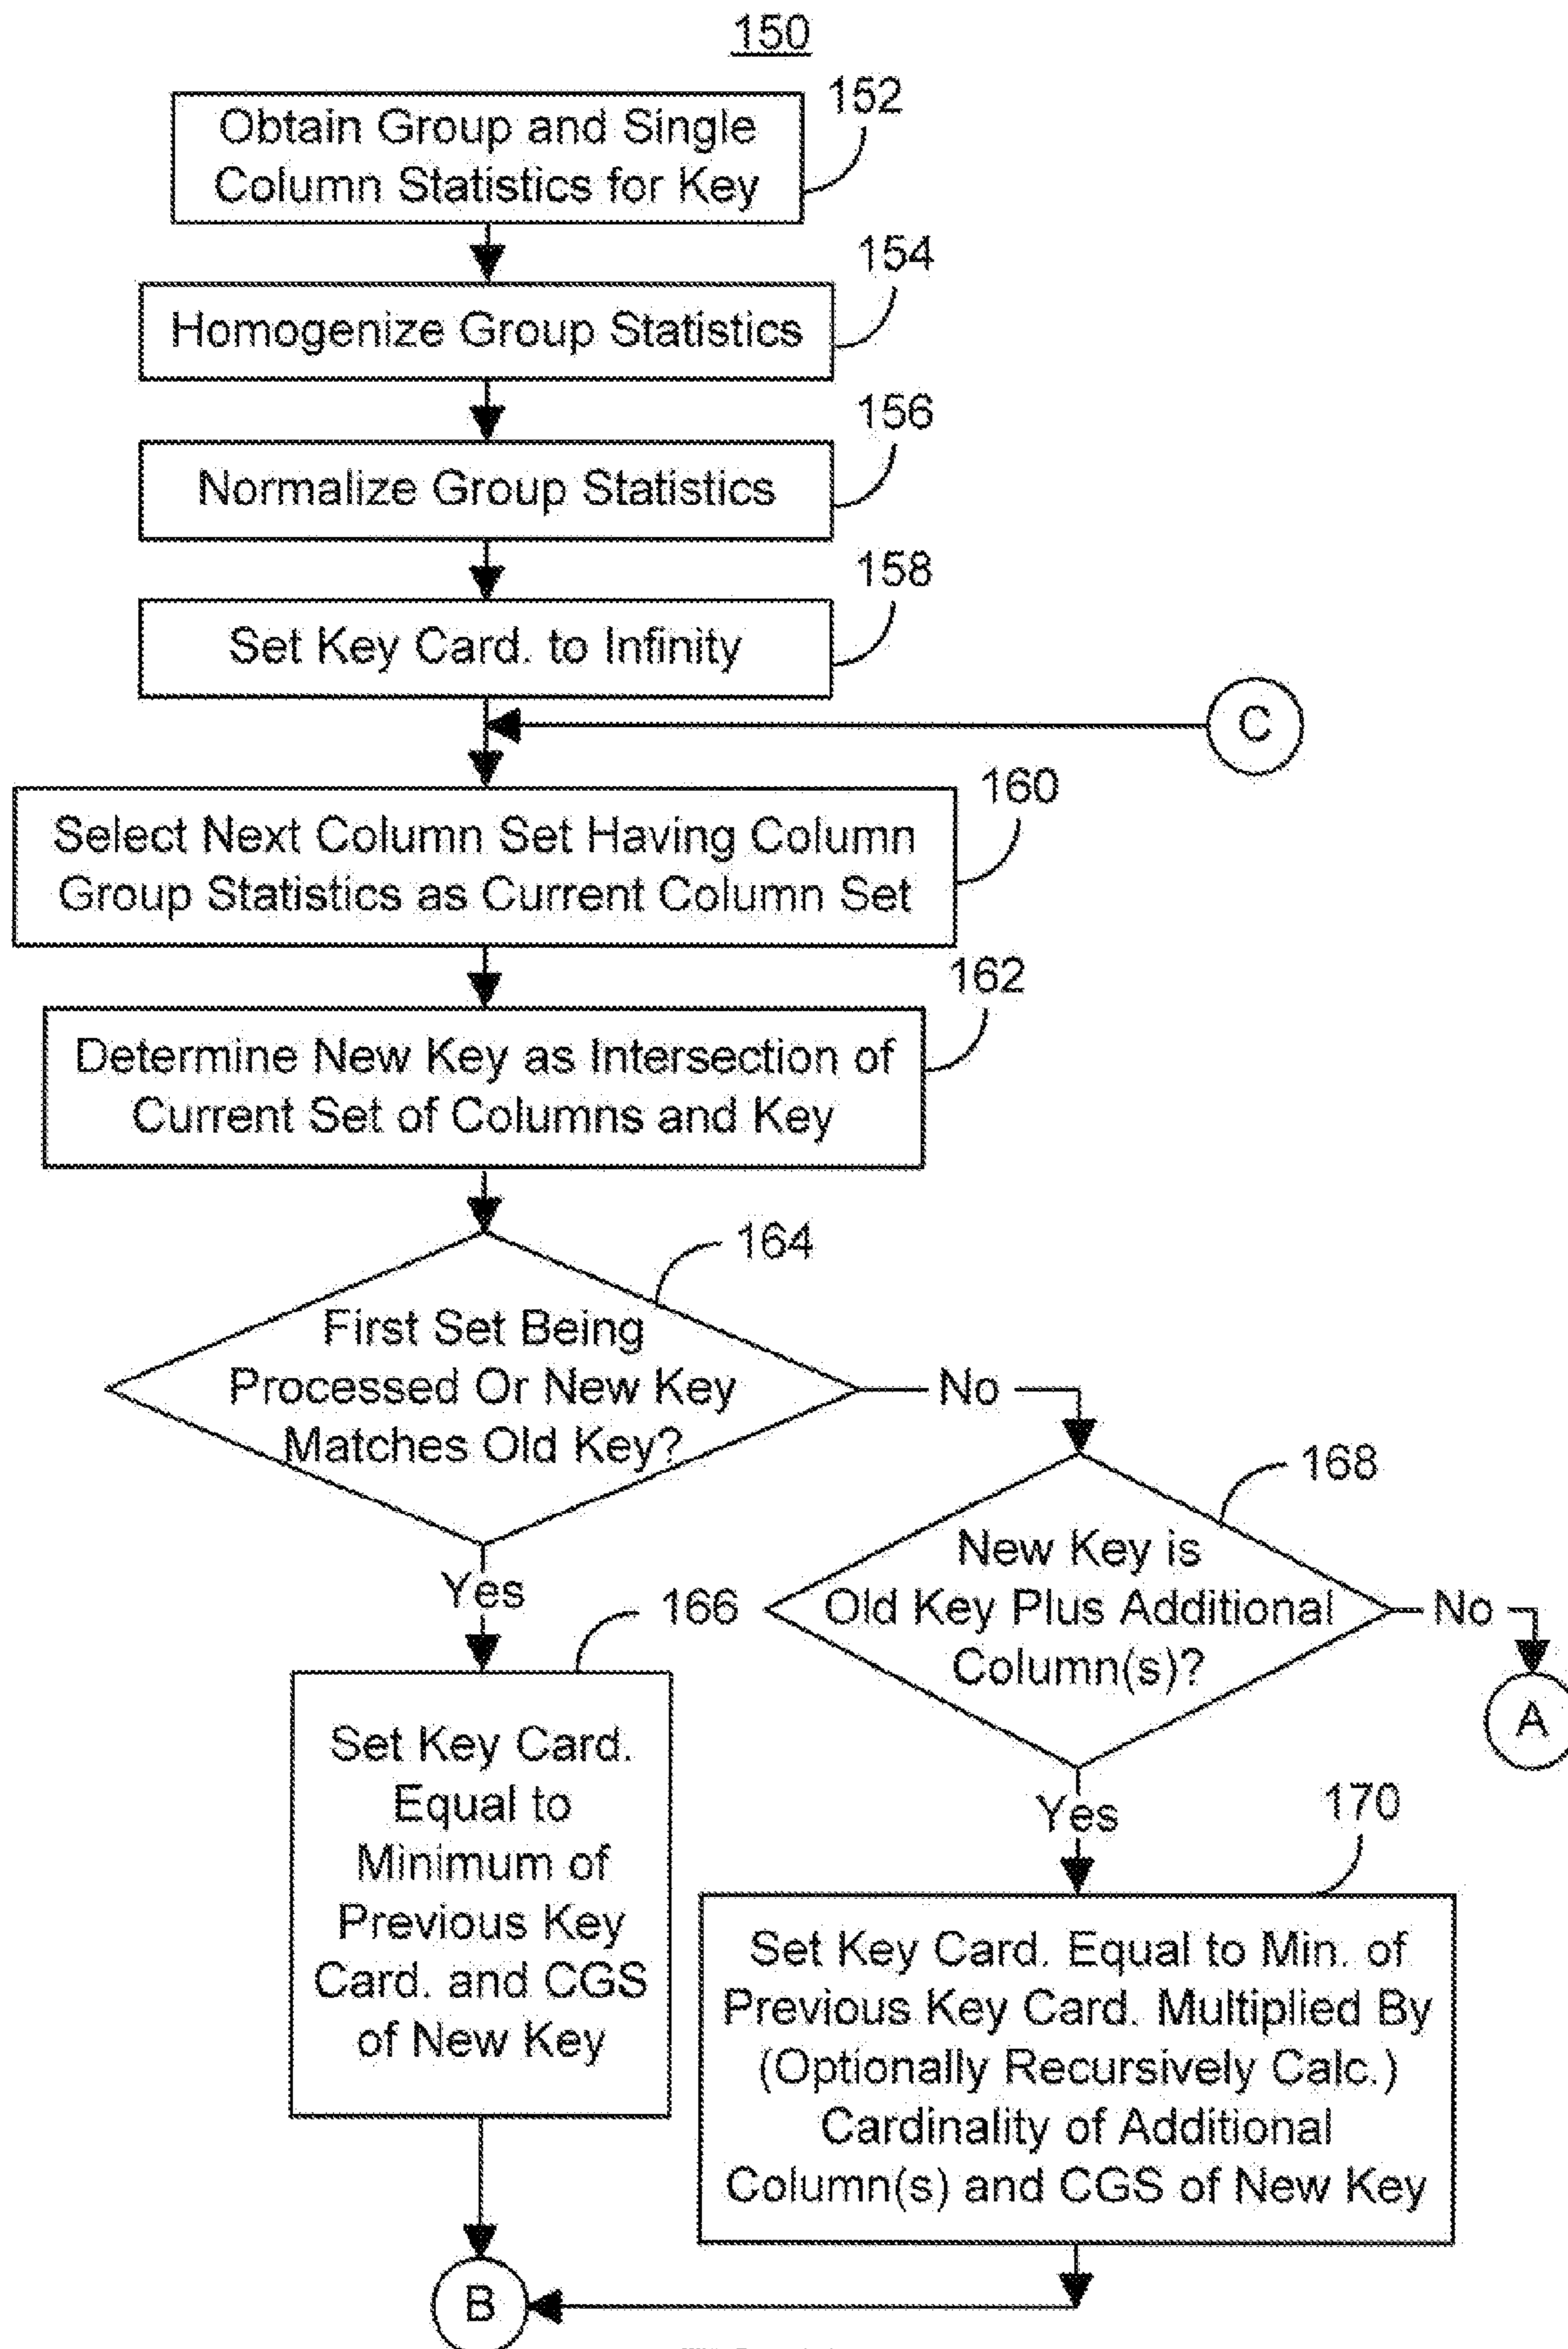 150
152
Obtain Group and Single
Column Statistics for Key
154
Homogenize Group Statistics
156
Normalize Group Statistics
158
Set Key Card. to Infinity
C
160
Select Next Column Set Having Column
Group Statistics as Current Column Set
162
Determine New Key as Intersection of
Current Set of Columns and Key
164
First Set Being
Processed Or New Key
Matches Old Key?
No
168
New Key is
Old Key Plus Additional
Column(s)?
No
A
Yes
166
Set Key Card.
Equal to
Minimum of
Previous Key
Card. and CGS
of New Key
Yes
170
Set Key Card. Equal to Min. of
Previous Key Card. Multiplied By
(Optionally Recursively Calc.)
Cardinality of Additional
Column(s) and CGS of New Key
B